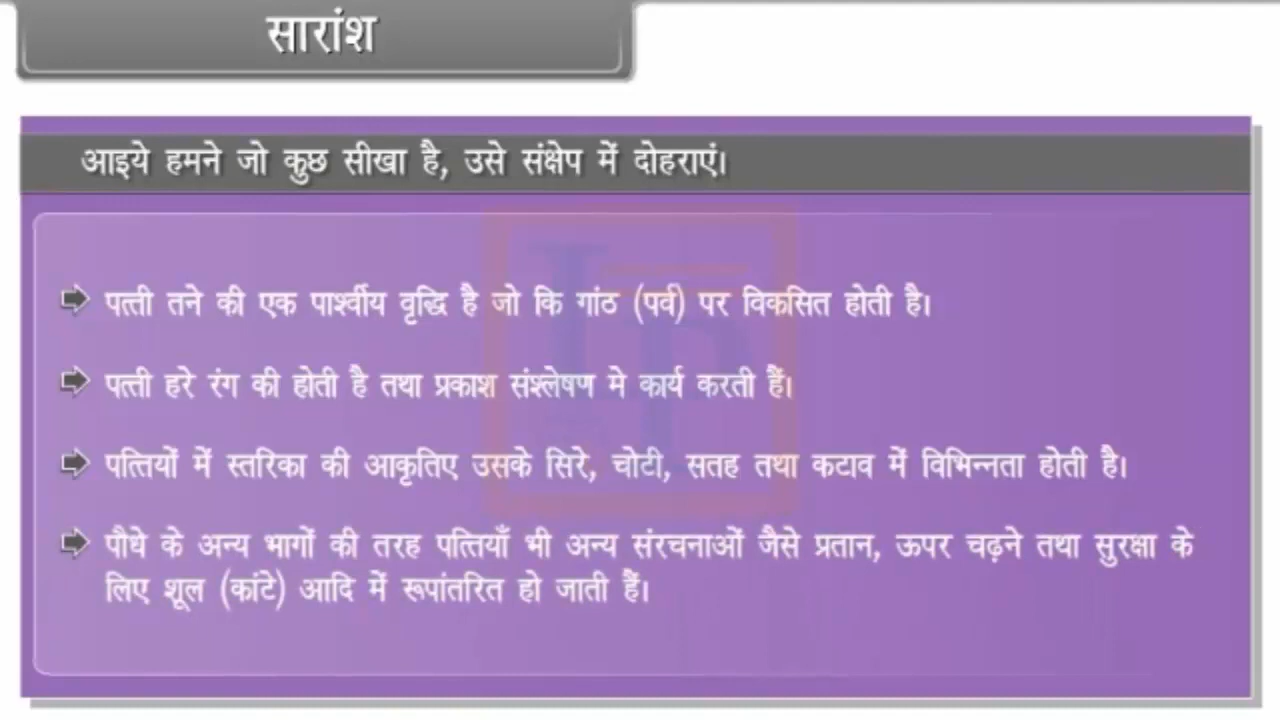 सारांश
आइये हमने जो कुछ सीखा है, उसे संक्षेप में दोहराएं।
पत्ती तने की एक पार्श्वीय वृद्धि है जो कि गांठ (पर्व) पर विकसित होती है।
पत्ती हरे रंग की होती है तथा प्रकाश संश्लेषण मे कार्य करती हैं।
पत्तियों में स्तरिका की आकृतिए उसके सिरे, चोटी, सतह तथा कटाव में विभिन्नता होती है।
पौधे के अन्य भागों की तरह पत्तियाँ भी अन्य संरचनाओं जैसे प्रतान, ऊपर चढ़ने तथा सुरक्षा के
लिए शूल (कांटे) आदि में रूपांतरित हो जाती हैं।